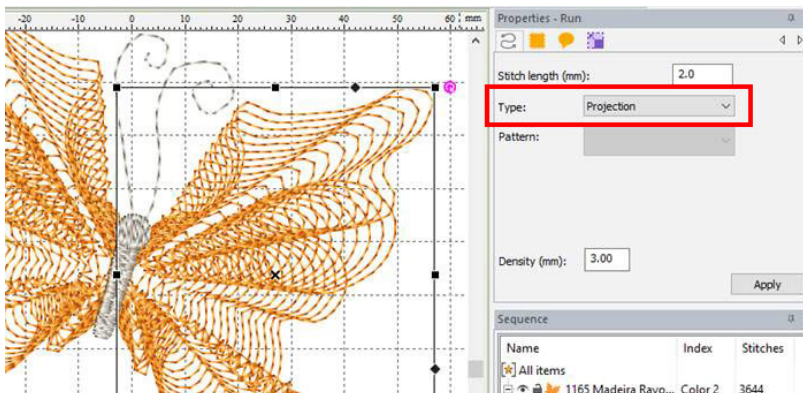 -20 -10 0 10 20 30 40 50 60 mm
Properties - Run
Stitch length (mm): 2.0
Type: Projection
Pattern:
Density (mm): 3.00
Apply
Sequence
Name Index Stitches
All items
1165 Madeira Rayo... Color 2 3644